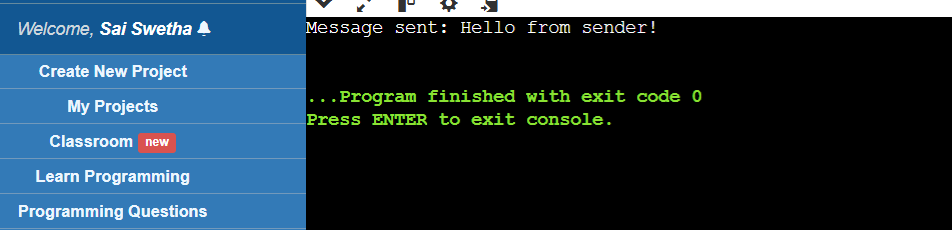 Welcome, Sai Swetha
Create New Project
My Projects
Classroom new
Learn Programming
Programming Questions
Message sent: Hello from sender!
...Program finished with exit code 0
Press ENTER to exit console.